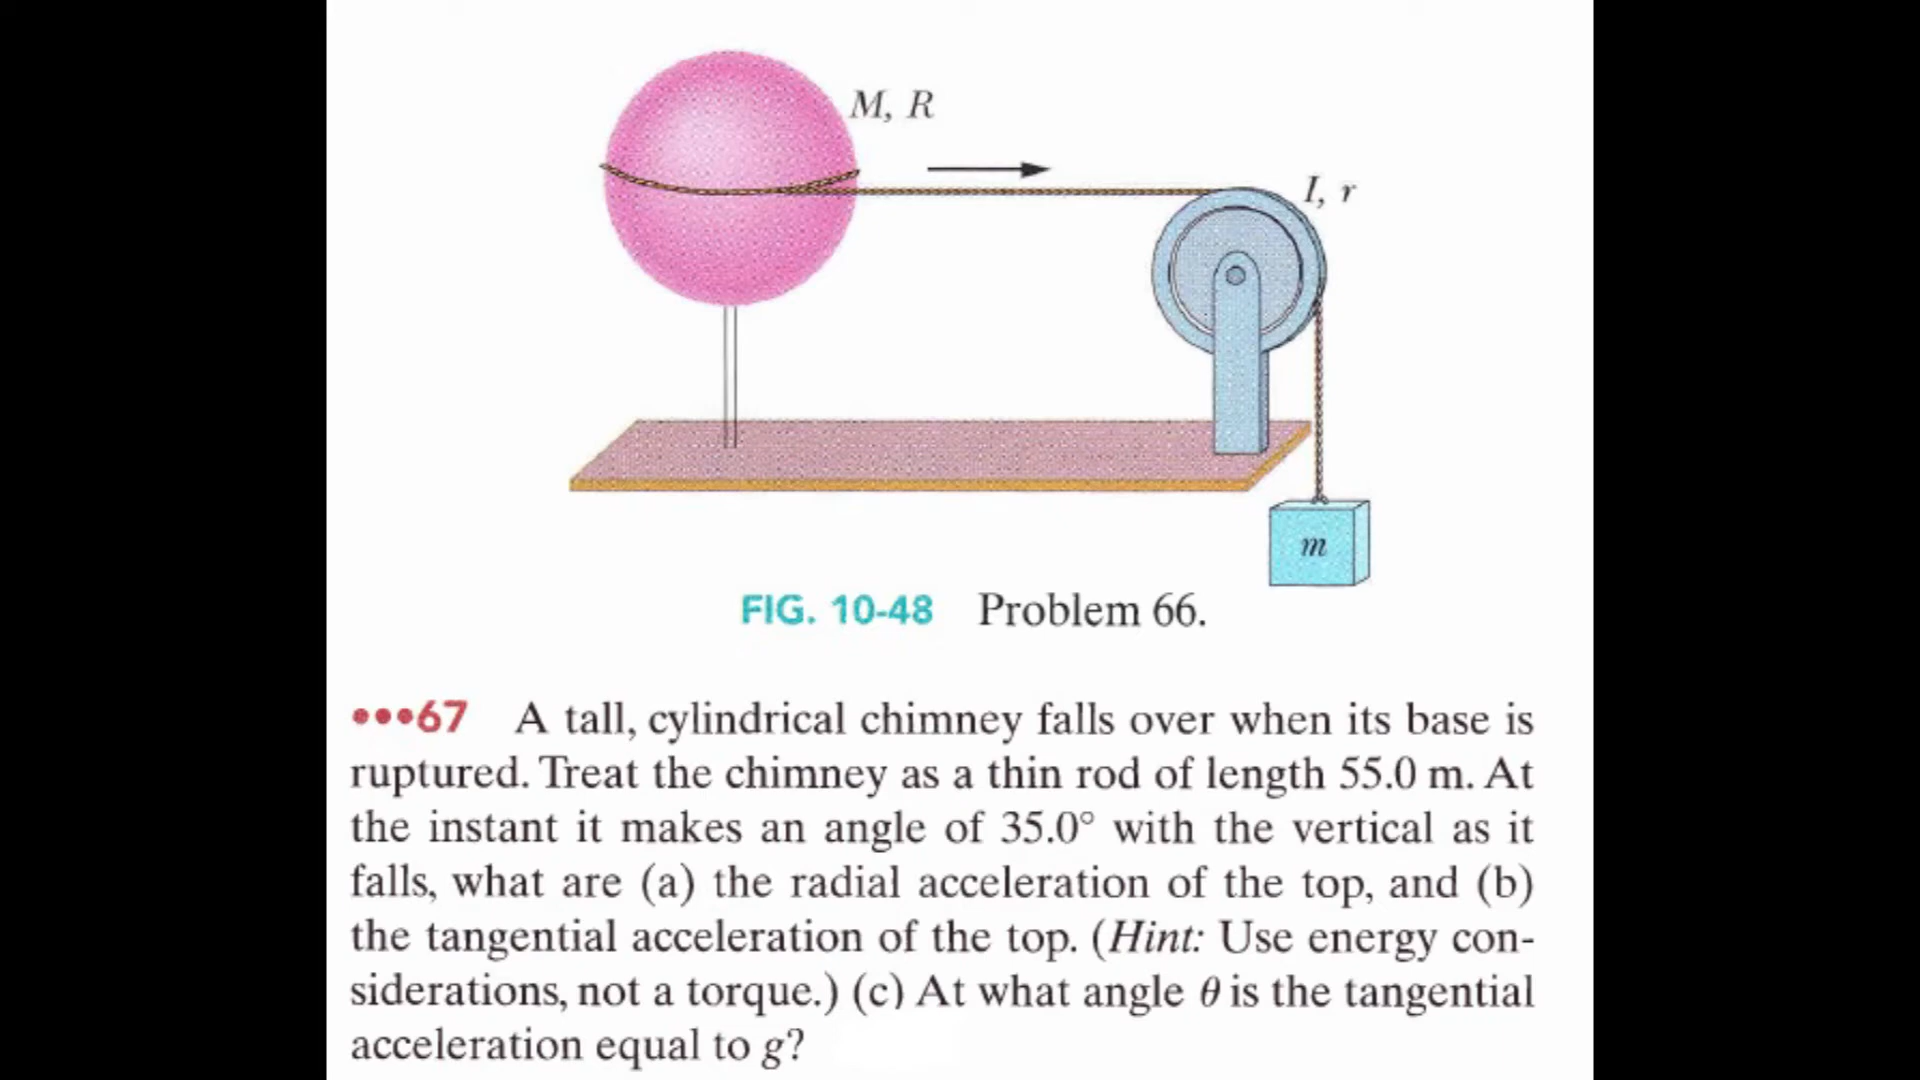 M, R
I, r
m
FIG. 10-48 Problem 66.
•••67 A tall, cylindrical chimney falls over when its base is
ruptured. Treat the chimney as a thin rod of length 55.0 m. At
the instant it makes an angle of 35.0° with the vertical as it
falls, what are (a) the radial acceleration of the top, and (b)
the tangential acceleration of the top. (Hint: Use energy con-
siderations, not a torque.) (c) At what angle θ is the tangential
acceleration equal to g?